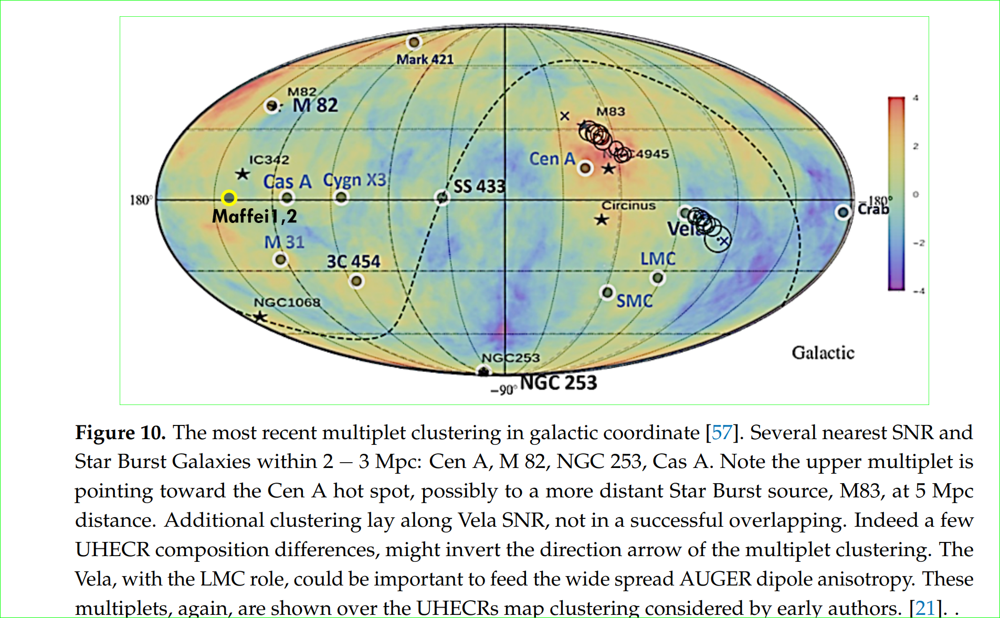 Mark 421
M82
M 82
M83
IC342
Cen A
4945
Cas A
Cygn X3
SS 433
180°
−180°
Crab
Maffei1,2
Circinus
Vela
M 31
3C 454
LMC
SMC
NGC1068
NGC253
NGC 253
−90°
Galactic
4
2
0
−2
−4
Figure 10. The most recent multiplet clustering in galactic coordinate [57]. Several nearest SNR and
Star Burst Galaxies within 2 − 3 Mpc: Cen A, M 82, NGC 253, Cas A. Note the upper multiplet is
pointing toward the Cen A hot spot, possibly to a more distant Star Burst source, M83, at 5 Mpc
distance. Additional clustering lay along Vela SNR, not in a successful overlapping. Indeed a few
UHECR composition differences, might invert the direction arrow of the multiplet clustering. The
Vela, with the LMC role, could be important to feed the wide spread AUGER dipole anisotropy. These
multiplets, again, are shown over the UHECRs map clustering considered by early authors. [21]. .